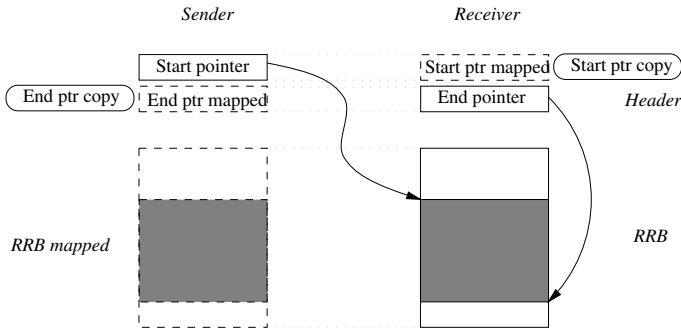 Sender Receiver
Start pointer Start ptr mapped Start ptr copy
End ptr copy End ptr mapped End pointer Header
RRB mapped RRB